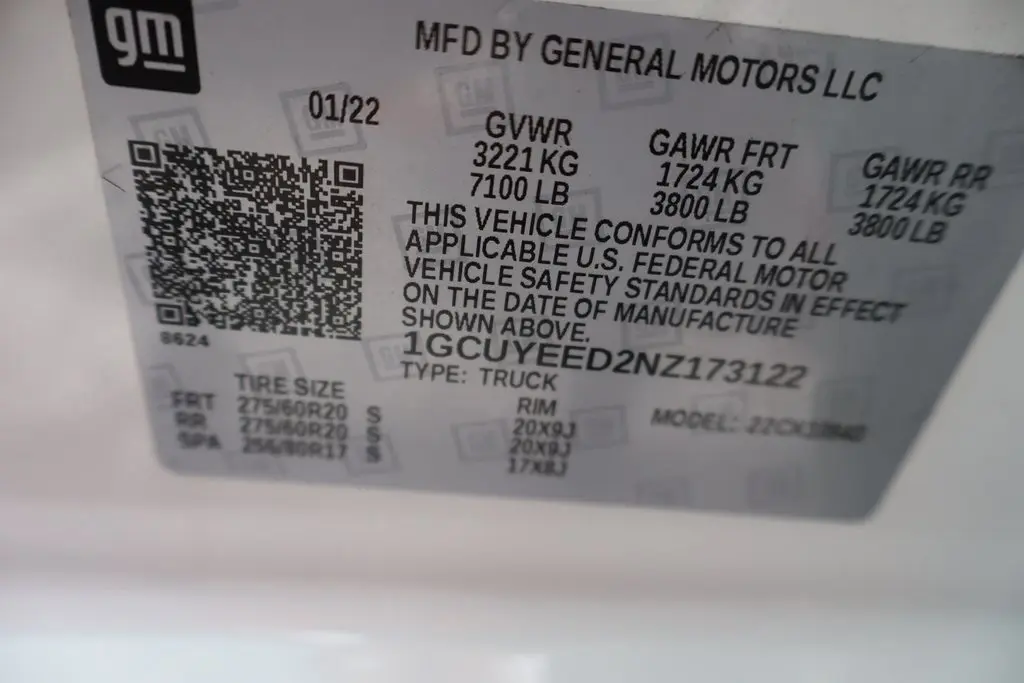 gm
MFD BY GENERAL MOTORS LLC
01/22
GVWR GAWR FRT GAWR RR
3221 KG 1724 KG 1724 KG
7100 LB 3800 LB 3800 LB
THIS VEHICLE CONFORMS TO ALL
APPLICABLE U.S. FEDERAL MOTOR
VEHICLE SAFETY STANDARDS IN EFFECT
ON THE DATE OF MANUFACTURE
SHOWN ABOVE.
8624
1GCUYEED2NZ173122
TYPE: TRUCK
MODEL:
TIRE SIZE RIM
FRT 275/60R20 S 20X9J
RR 275/60R20 S 20X9J
SPA S 17X8J